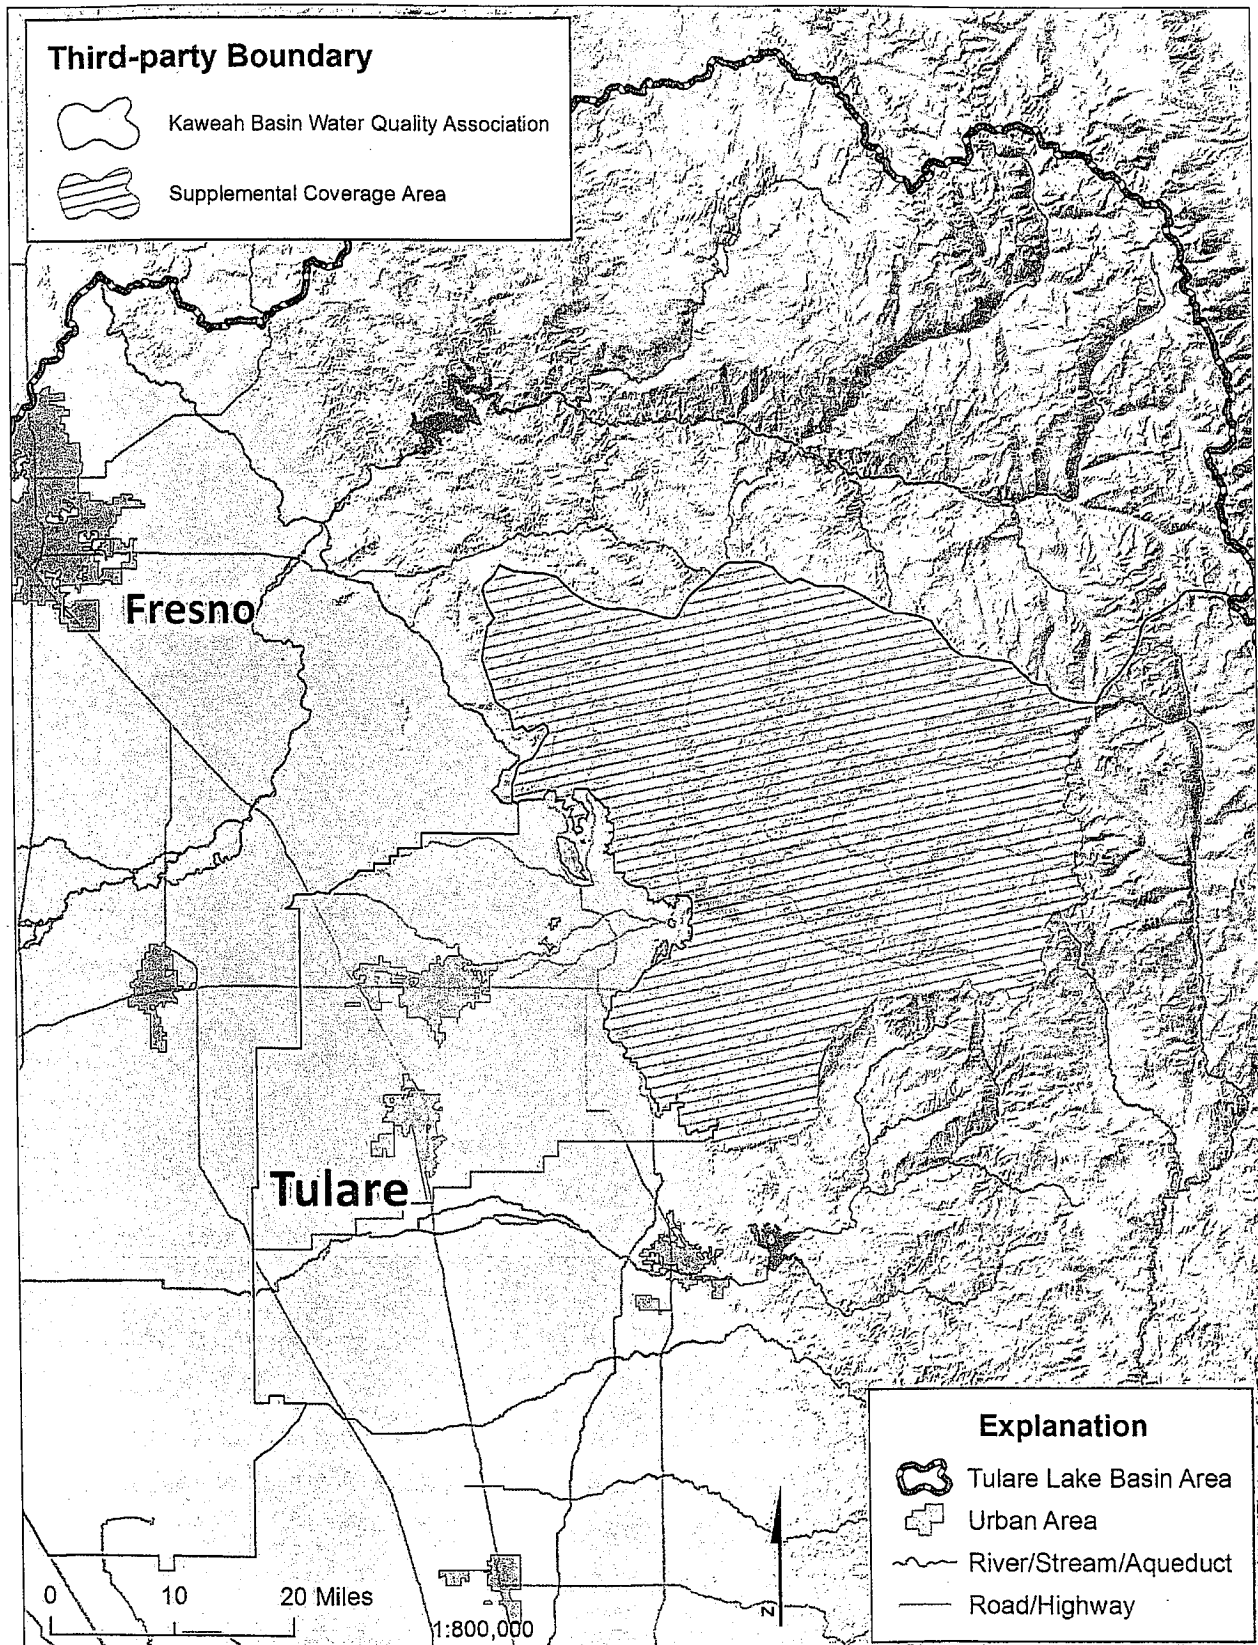 Third-party Boundary
Kaweah Basin Water Quality Association
Supplemental Coverage Area
Fresno
Tulare
Explanation
Tulare Lake Basin Area
Urban Area
River/Stream/Aqueduct
Road/Highway
0 10 20 Miles
1:800,000
N